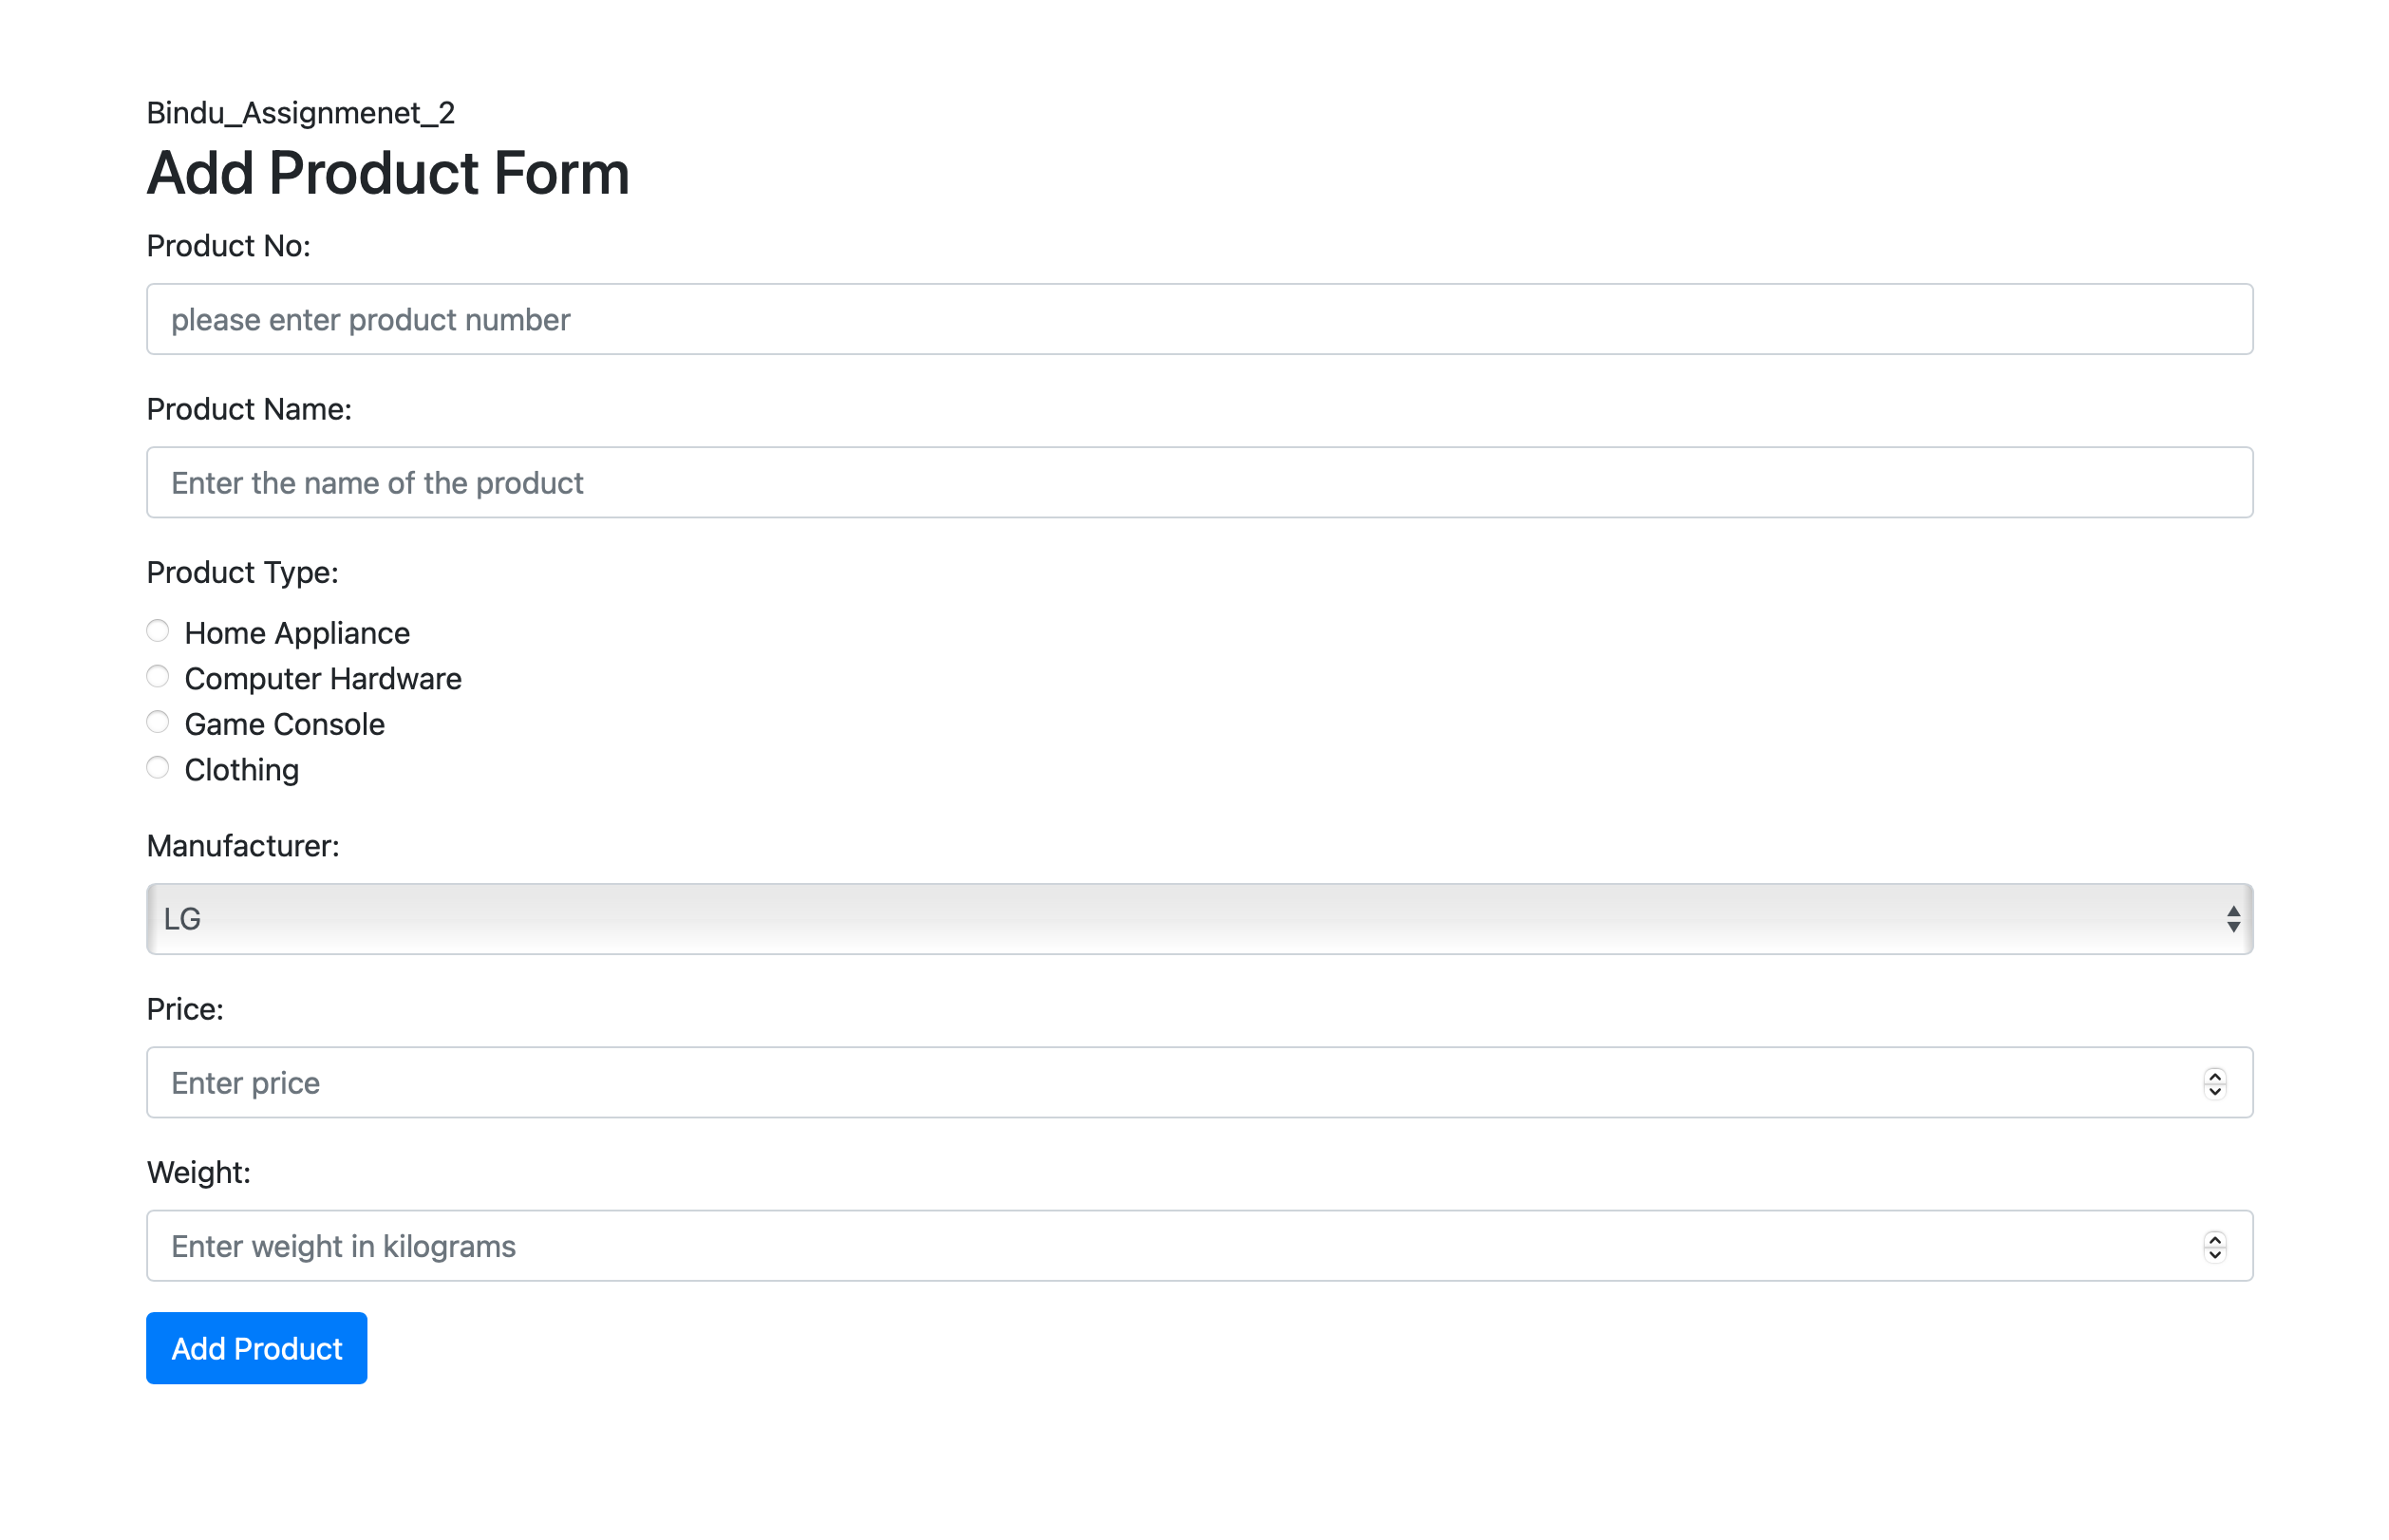 Bindu_Assignmenet_2
Add Product Form
Product No:
please enter product number
Product Name:
Enter the name of the product
Product Type:
Home Appliance
Computer Hardware
Game Console
Clothing
Manufacturer:
LG
Price:
Enter price
Weight:
Enter weight in kilograms
Add Product